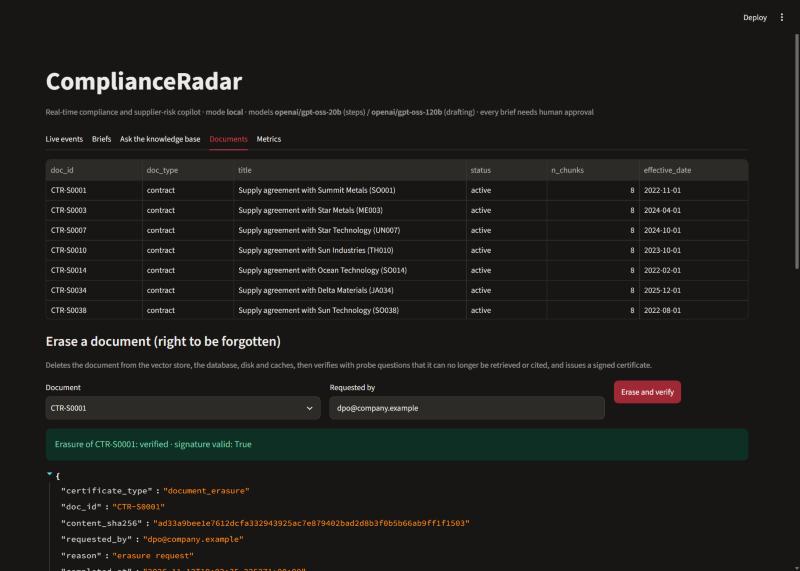 Deploy
ComplianceRadar
Real-time compliance and supplier-risk copilot · mode local · models openai/gpt-oss-20b (steps) / openai/gpt-oss-120b (drafting) · every brief needs human approval
Live events Briefs Ask the knowledge base Documents Metrics
doc_id doc_type title status n_chunks effective_date
CTR-S0001 contract Supply agreement with Summit Metals (SO001) active 8 2022-11-01
CTR-S0003 contract Supply agreement with Star Metals (ME003) active 8 2024-04-01
CTR-S0007 contract Supply agreement with Star Technology (UN007) active 8 2024-10-01
CTR-S0010 contract Supply agreement with Sun Industries (TH010) active 8 2023-10-01
CTR-S0014 contract Supply agreement with Ocean Technology (SO014) active 8 2022-02-01
CTR-S0034 contract Supply agreement with Delta Materials (JA034) active 8 2025-12-01
CTR-S0038 contract Supply agreement with Sun Technology (SO038) active 8 2022-08-01
Erase a document (right to be forgotten)
Deletes the document from the vector store, the database, disk and caches, then verifies with probe questions that it can no longer be retrieved or cited, and issues a signed certificate.
Document Requested by
CTR-S0001 dpo@company.example Erase and verify
Erasure of CTR-S0001: verified · signature valid: True
{
"certificate_type" : "document_erasure"
"doc_id" : "CTR-S0001"
"content_sha256" : "ad33a9bee1e7612dcfa332943925ac7e879402bad2d8b3f0b5b66ab9ff1f1503"
"requested_by" : "dpo@company.example"
"reason" : "erasure request"